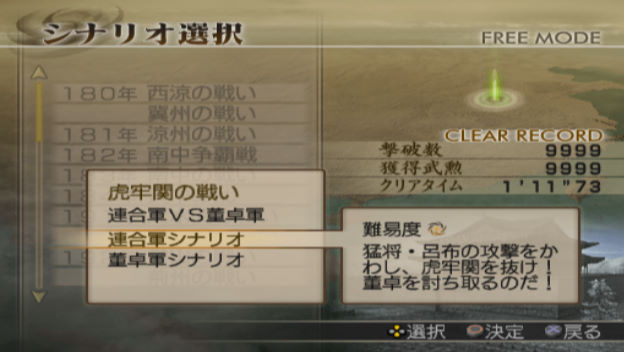 シナリオ選択
FREE MODE
180年 西涼の戦い
冀州の戦い
181年 涼州の戦い
182年 南中争覇戦
CLEAR RECORD
撃破数 9999
獲得武勲 9999
クリアタイム 1'11"73
虎牢関の戦い
連合軍VS董卓軍
連合軍シナリオ
董卓軍シナリオ
難易度
猛将・呂布の攻撃をか
わし、虎牢関を抜け!
董卓を討ち取るのだ!
選択 決定 戻る